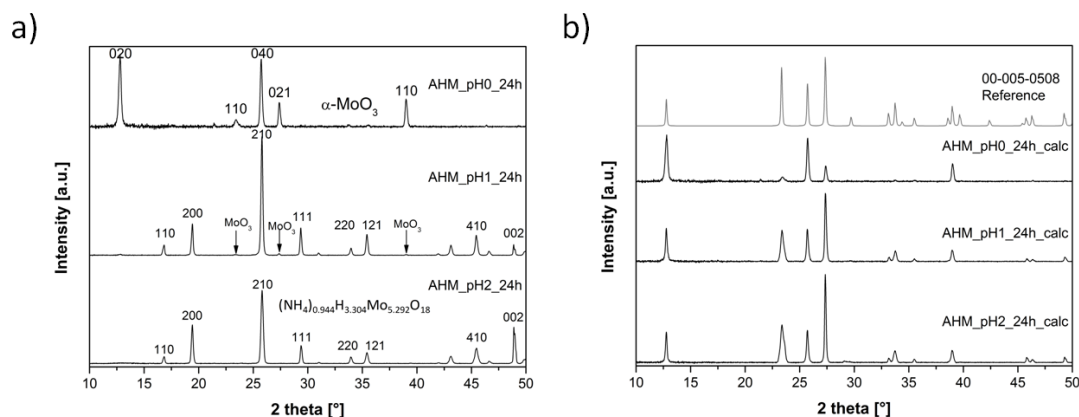 a)
020
040
AHM_pH0_24h
110
021
α-MoO3
110
210
AHM_pH1_24h
110
200
MoO3
MoO3
111
220 121
MoO3
410
002
210
AHM_pH2_24h
(NH4)0.944H3.304Mo5.292O18
110
200
111
220 121
410
002
10 15 20 25 30 35 40 45 50
2 theta [°]
Intensity [a.u.]
b)
00-005-0508
Reference
AHM_pH0_24h_calc
AHM_pH1_24h_calc
AHM_pH2_24h_calc
10 15 20 25 30 35 40 45 50
2 theta [°]
Intensity [a.u.]